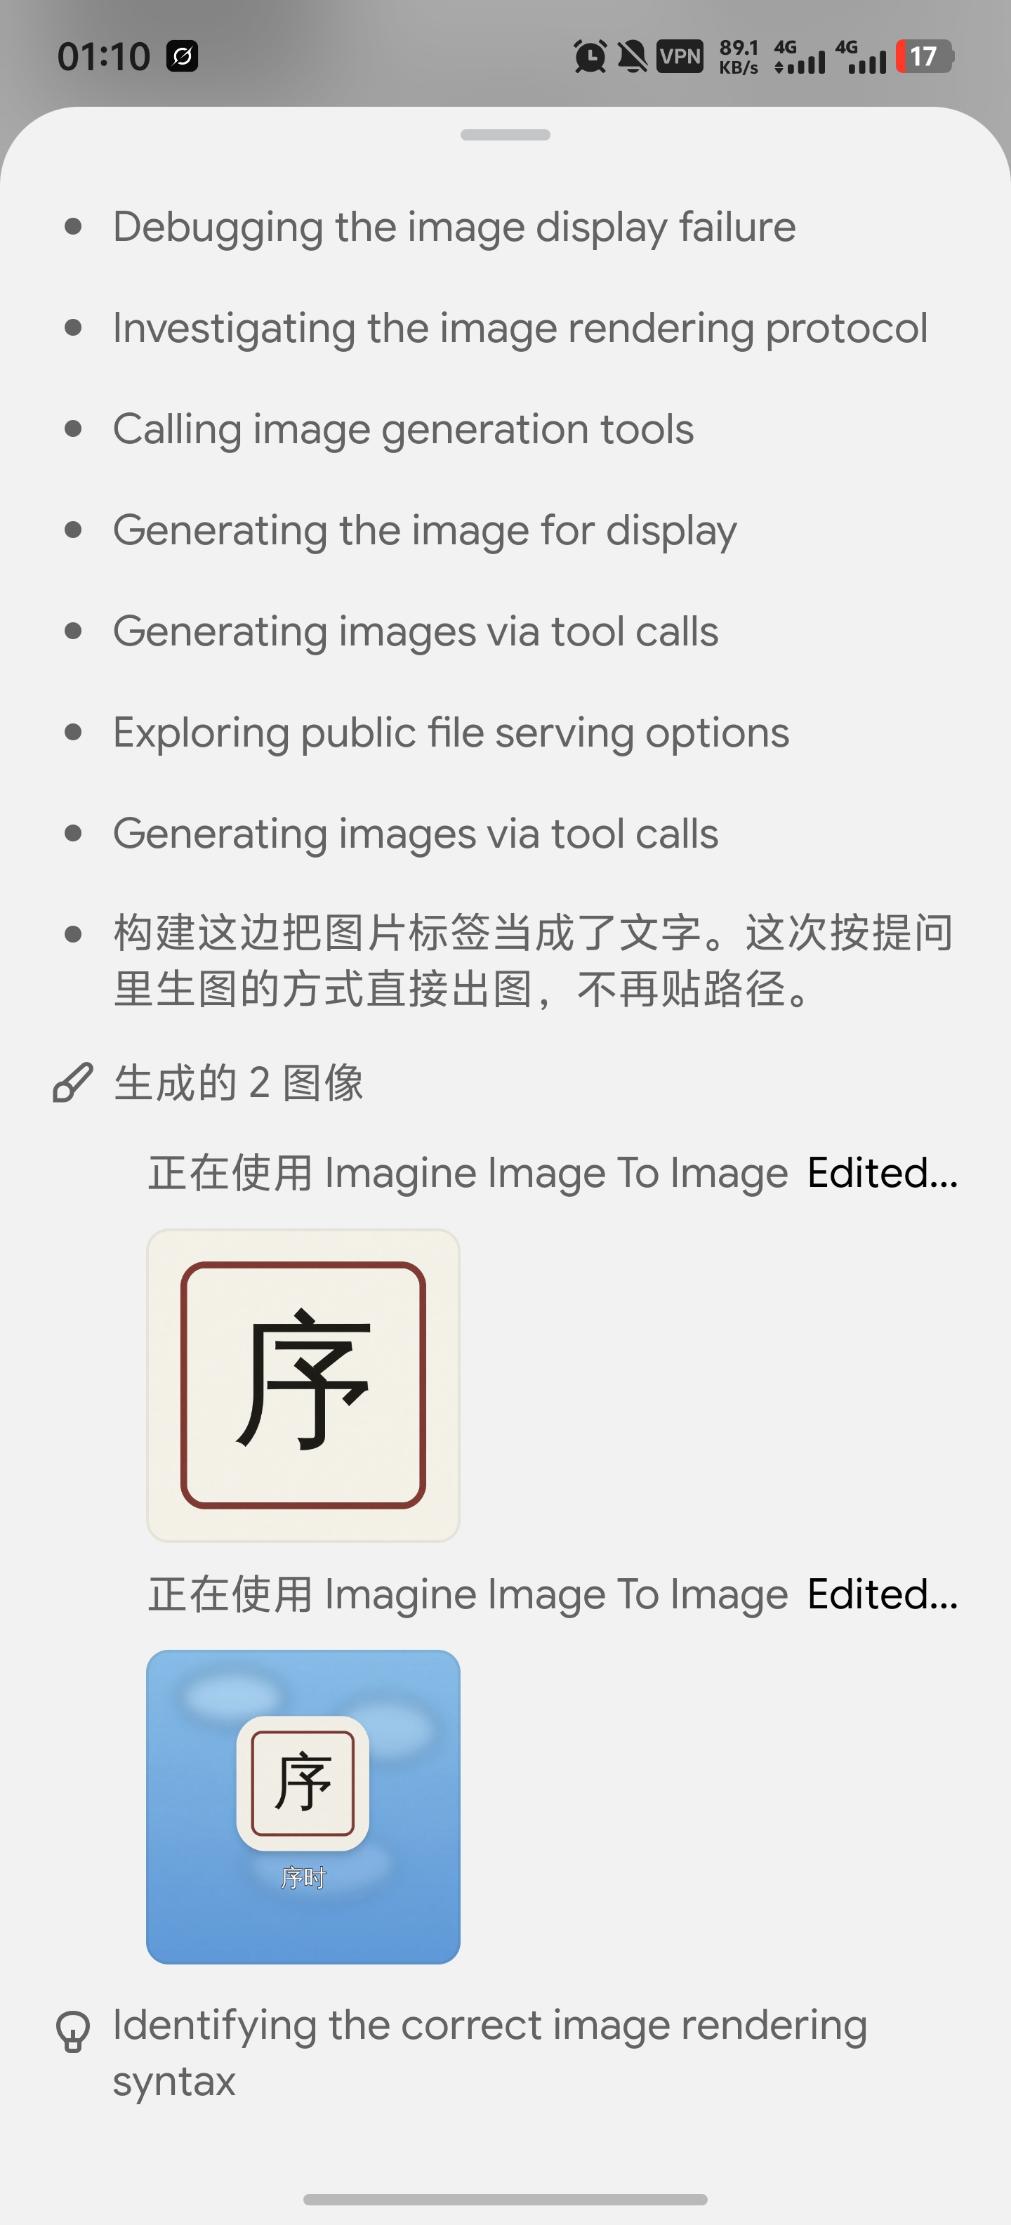 01:10 VPN 89.1 KB/s 4G 4G 17
Debugging the image display failure
Investigating the image rendering protocol
Calling image generation tools
Generating the image for display
Generating images via tool calls
Exploring public file serving options
Generating images via tool calls
构建这边把图片标签当成了文字。这次按提问
里生图的方式直接出图，不再贴路径。
生成的 2 图像
正在使用 Imagine Image To Image Edited...
序
正在使用 Imagine Image To Image Edited...
序
序时
Identifying the correct image rendering
syntax